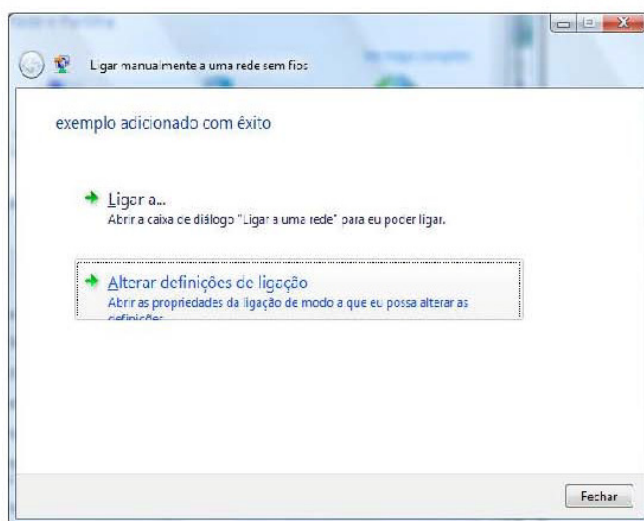 Ligar manualmente a uma rede sem fios
exemplo adicionado com êxito
Ligar a...
Abrir a caixa de diálogo "Ligar a uma rede" para eu poder ligar.
Alterar definições de ligação
Abrir as propriedades da ligação de modo a que eu possa alterar as
definições.
Fechar